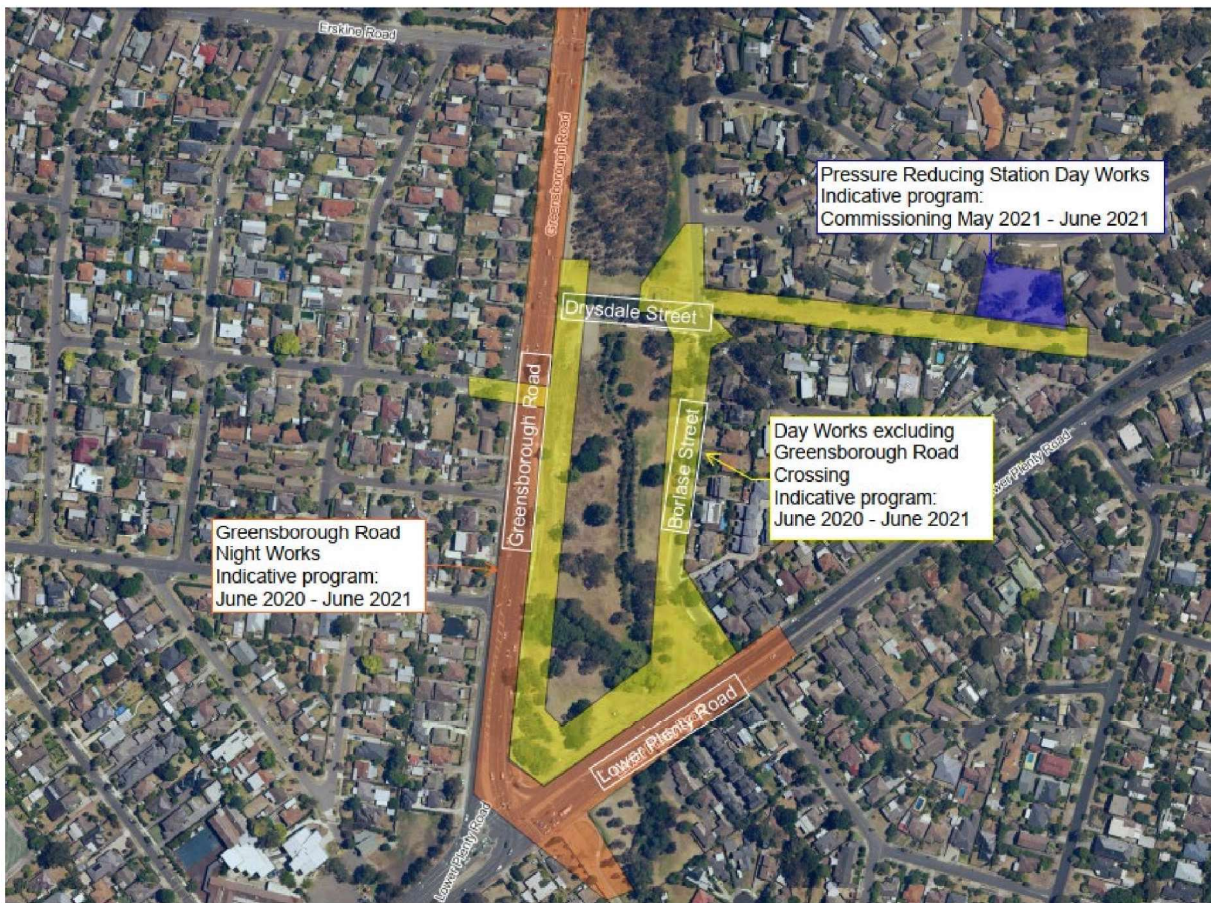 Erskine Road
Greensborough Road
Pressure Reducing Station Day Works
Indicative program:
Commissioning May 2021 - June 2021
Drysdale Street
Greensborough Road
Borlase Street
Day Works excluding
Greensborough Road
Crossing
Indicative program:
June 2020 - June 2021
wer Plenty Road
Greensborough Road
Night Works
Indicative program:
June 2020 - June 2021
Lower Plenty Road
Lower Plenty Road